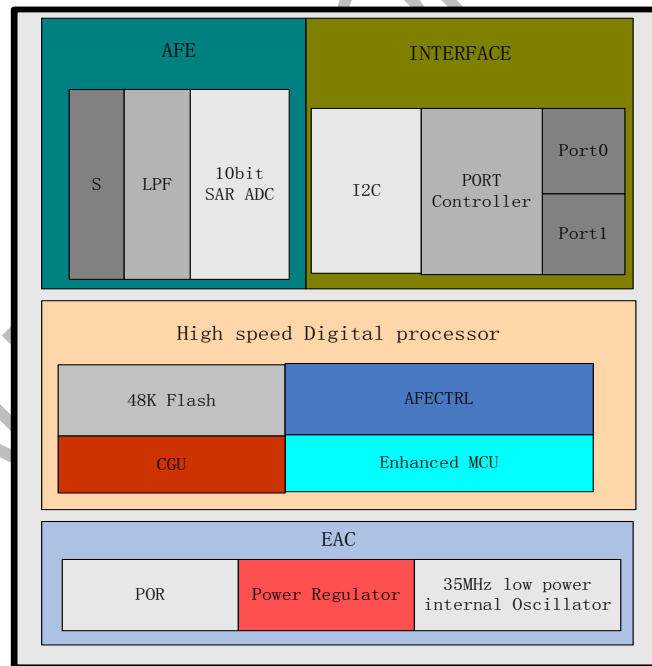 AFE
INTERFACE
S
LPF
10bit
SAR ADC
I2C
PORT
Controller
Port0
Port1
High speed Digital processor
48K Flash
AFECTRL
CGU
Enhanced MCU
EAC
POR
Power Regulator
35MHz low power
internal Oscillator